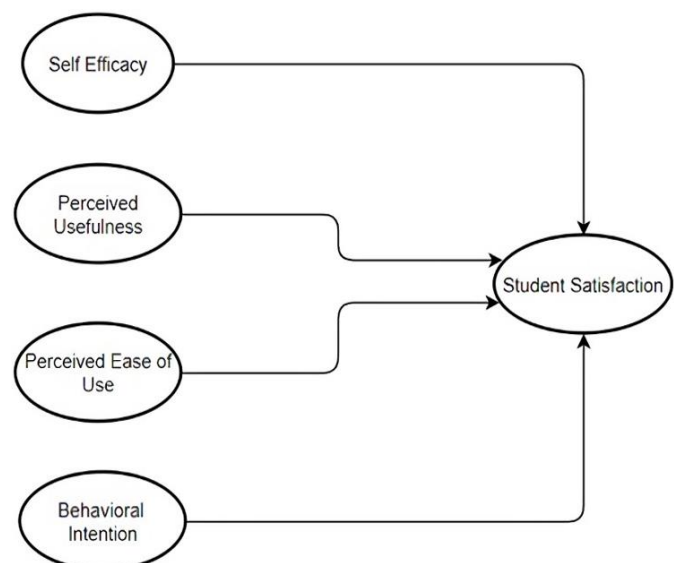 Self Efficacy
Perceived
Usefulness
Student Satisfaction
Perceived Ease of
Use
Behavioral
Intention